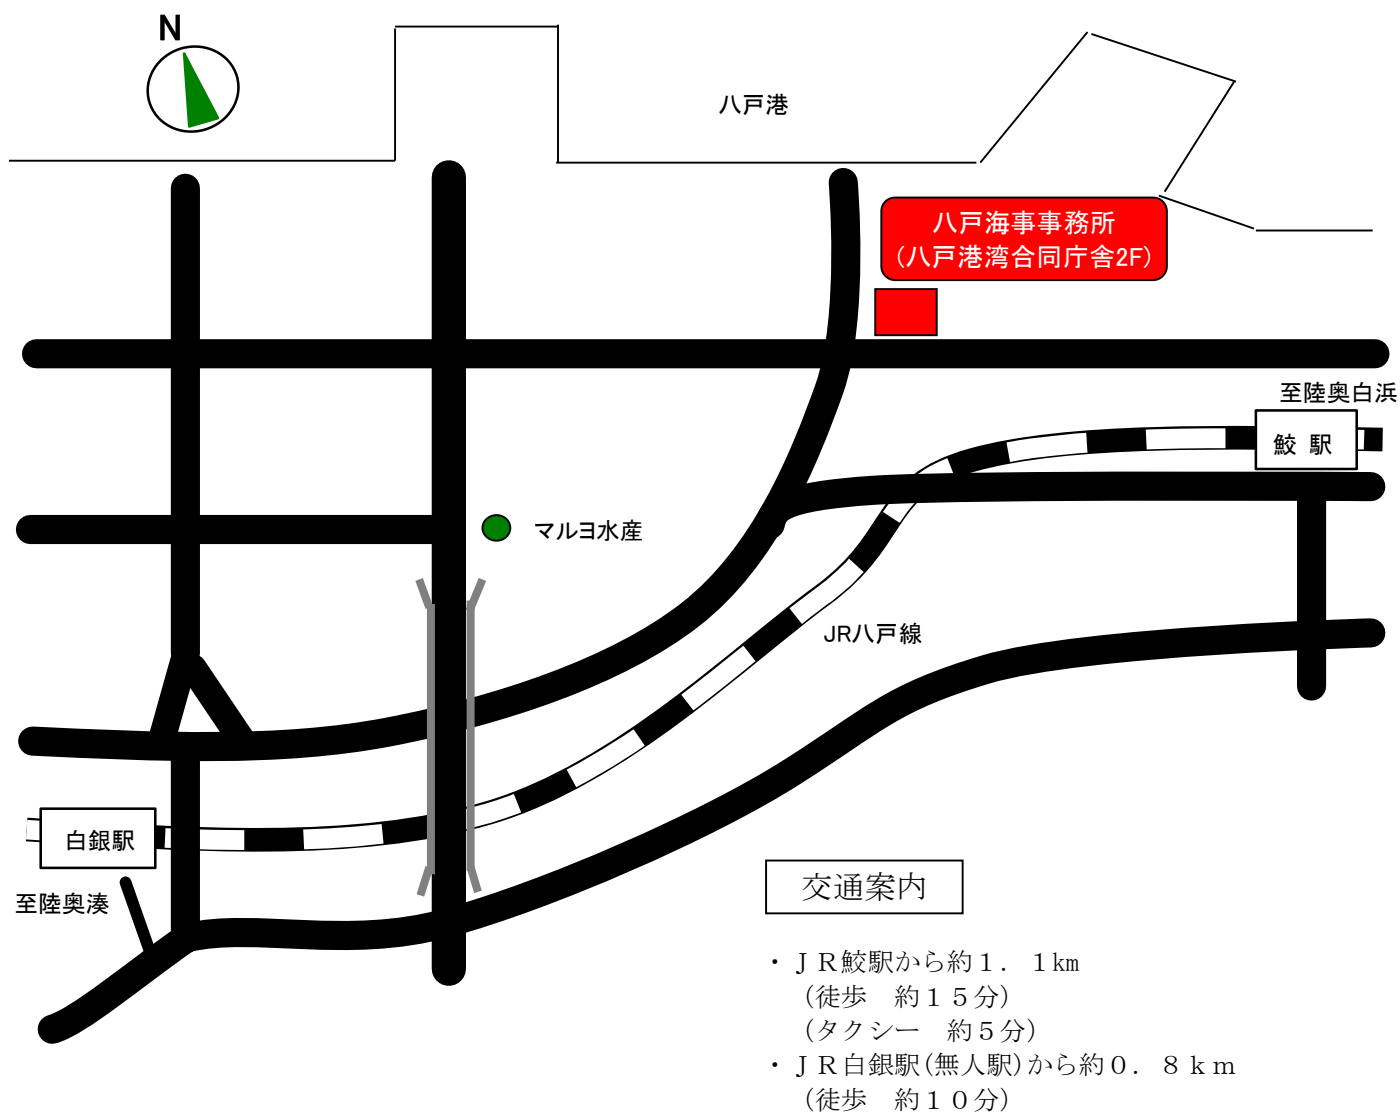 N
八戸港
八戸海事事務所
(八戸港湾合同庁舎2F)
至陸奥白浜
鮫 駅
マルヨ水産
JR八戸線
白銀駅
至陸奥湊
交通案内
・ＪＲ鮫駅から約１．１㎞
(徒歩　約１５分)
(タクシー　約５分)
・ＪＲ白銀駅(無人駅)から約０．８ｋｍ
(徒歩　約１０分)